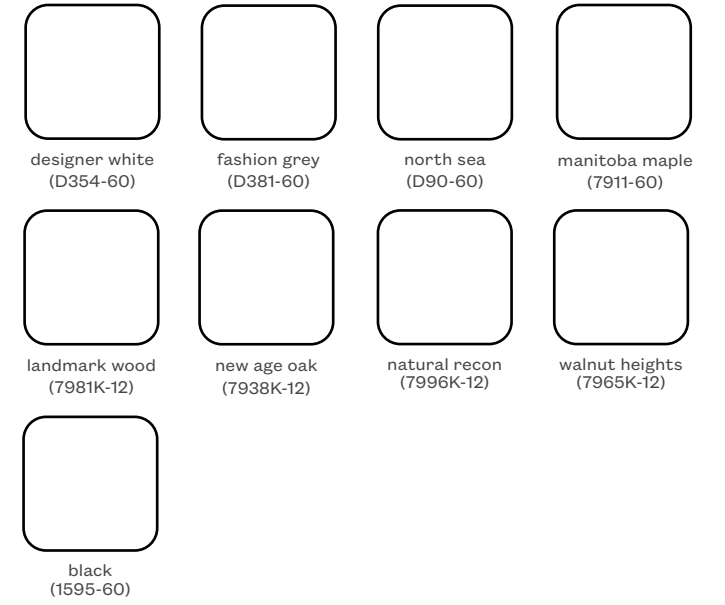 designer white
(D354-60)
fashion grey
(D381-60)
north sea
(D90-60)
manitoba maple
(7911-60)
landmark wood
(7981K-12)
new age oak
(7938K-12)
natural recon
(7996K-12)
walnut heights
(7965K-12)
black
(1595-60)